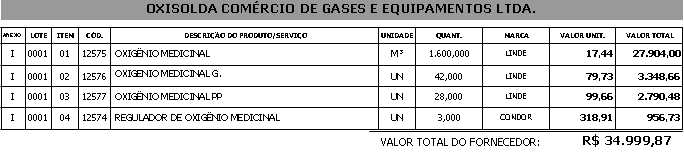 OXISOLDA COMÉRCIO DE GASES E EQUIPAMENTOS LTDA.
ANEXO LOTE ITEM CÓD. DESCRIÇÃO DO PRODUTO/SERVIÇO UNIDADE QUANT. MARCA VALOR UNIT. VALOR TOTAL
I 0001 01 12575 OXIGÊNIO MEDICINAL M³ 1.600,000 LINDE 17,44 27.904,00
I 0001 02 12576 OXIGENIO MEDICINAL G. UN 42,000 LINDE 79,73 3.348,66
I 0001 03 12577 OXIGÊNIO MEDICINAL PP UN 28,000 LINDE 99,66 2.790,48
I 0001 04 12574 REGULADOR DE OXIGÊNIO MEDICINAL UN 3,000 CONDOR 318,91 956,73
VALOR TOTAL DO FORNECEDOR: R$ 34.999,87